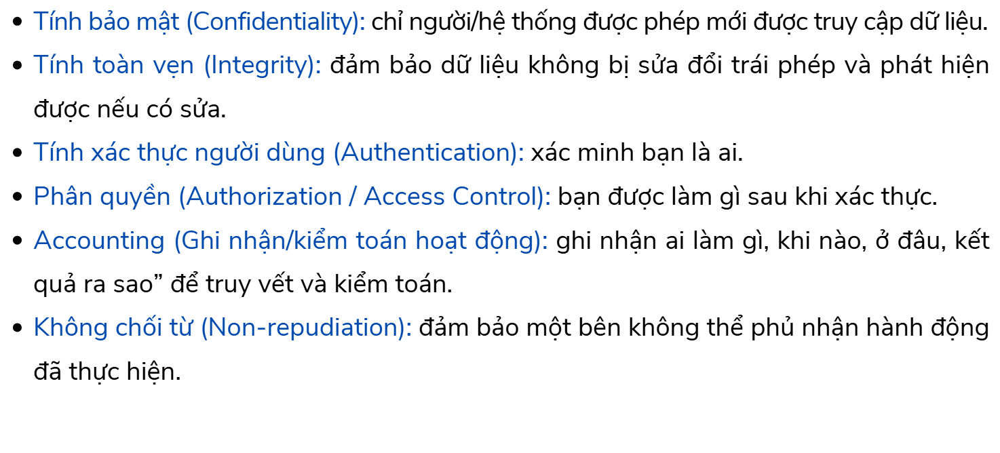 • Tính bảo mật (Confidentiality): chỉ người/hệ thống được phép mới được truy cập dữ liệu.
• Tính toàn vẹn (Integrity): đảm bảo dữ liệu không bị sửa đổi trái phép và phát hiện
được nếu có sửa.
• Tính xác thực người dùng (Authentication): xác minh bạn là ai.
• Phân quyền (Authorization / Access Control): bạn được làm gì sau khi xác thực.
• Accounting (Ghi nhận/kiểm toán hoạt động): ghi nhận ai làm gì, khi nào, ở đâu, kết
quả ra sao” để truy vết và kiểm toán.
• Không chối từ (Non-repudiation): đảm bảo một bên không thể phủ nhận hành động
đã thực hiện.